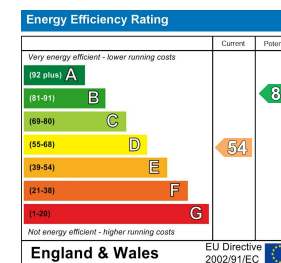 Energy Efficiency Rating
Current
Very energy efficient - lower running costs
(92 plus) A
(81-91) B
8
(69-80) C
(55-68) D
54
(39-54) E
(21-38) F
(1-20) G
Not energy efficient - higher running costs
England & Wales
EU Directive
2002/91/EC